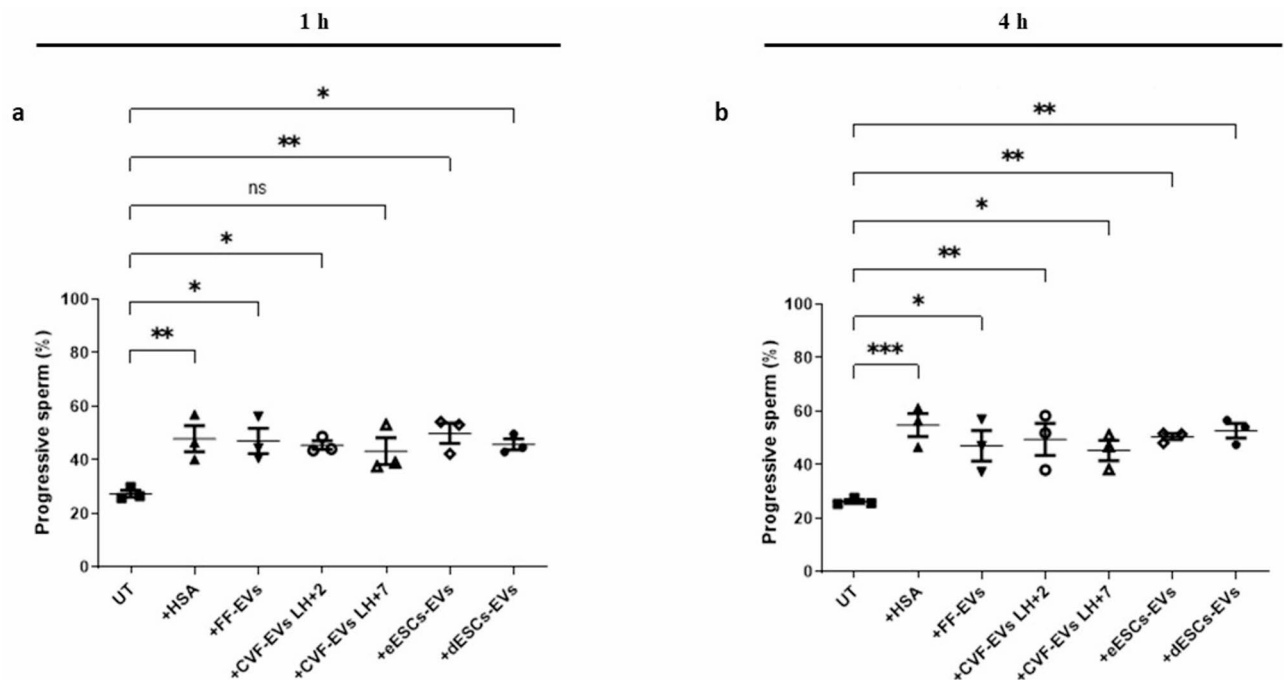 1 h
a
*
**
ns
*
*
**
Progressive sperm (%)
100
80
60
40
20
0
UT
+HSA
+FF-EVs
+CVF-EVs LH+2
+CVF-EVs LH+7
+eESCs-EVs
+dESCs-EVs
4 h
b
**
**
*
**
*
***
Progressive sperm (%)
100
80
60
40
20
0
UT
+HSA
+FF-EVs
+CVF-EVs LH+2
+CVF-EVs LH+7
+eESCs-EVs
+dESCs-EVs